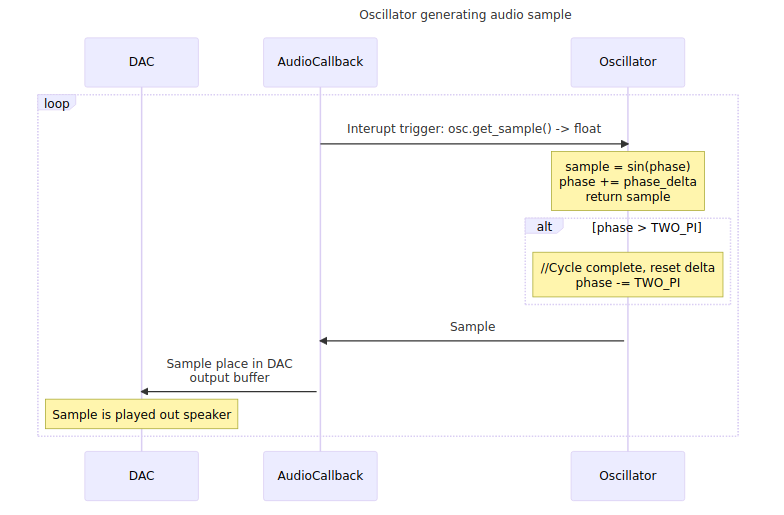 Oscillator generating audio sample
DAC
AudioCallback
Oscillator
loop
Interupt trigger: osc.get_sample() -> float
sample = sin(phase)
phase += phase_delta
return sample
alt
[phase > TWO_PI]
//Cycle complete, reset delta
phase -= TWO_PI
Sample
Sample place in DAC
output buffer
Sample is played out speaker
DAC
AudioCallback
Oscillator